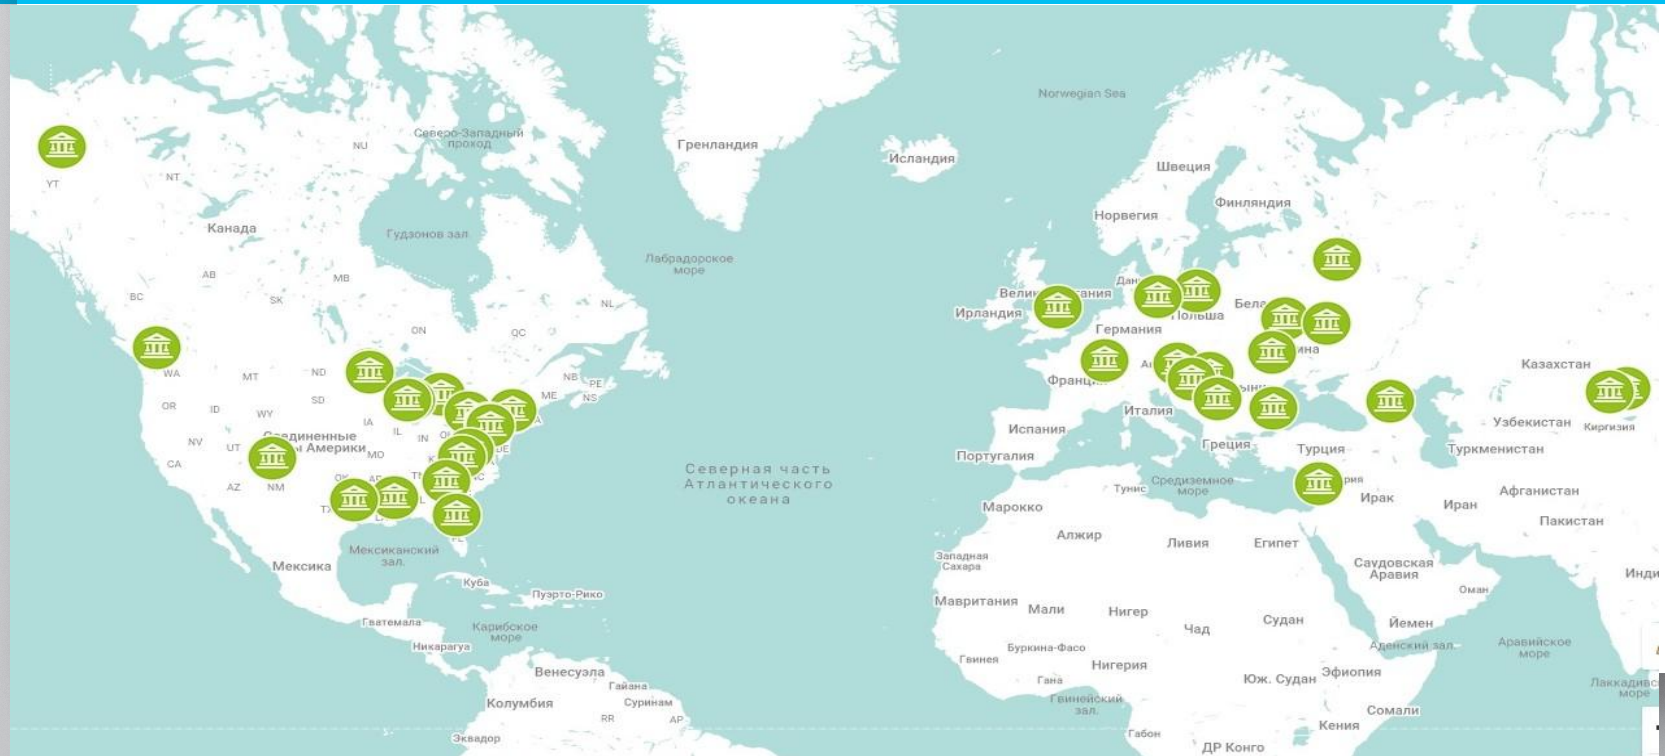 Norwegian Sea
Северо-Западный
проход
NU
Гренландия
Исландия
Швеция
YT
NT
Финляндия
Норвегия
Канада
Гудзонов зал.
Лабрадорское
море
AB
MB
BC
SK
NL
ON
QC
Ирландия
Польша
Германия
WA
MT
ND
NB
PE
ME
NS
Казахстан
OR
ID
WY
SD
IA
IL
IN
Италия
Испания
Узбекистан
Киргизия
NV
UT
CA
MO
Соединенные
Америки
DE
Греция
Турция
Португалия
Туркменистан
Северная часть
Атлантического
океана
AZ
NM
Тунис
Средиземное
море
Ирак
Иран
Афганистан
Пакистан
Марокко
Алжир
Ливия
Египет
Мексиканский
зал.
Мексика
Западная
Сахара
Саудовская
Аравия
Оман
Куба
Пуэрто-Рико
Мавритания
Мали
Нигер
Чад
Судан
Йемен
Гватемала
Карибское
море
Никарагуа
Аденский зал.
Аравийское
море
Буркина-Фасо
Гвинея
Нигерия
Гана
Юж. Судан
Эфиопия
Венесуэла
Гайана
Суринам
Колумбия
Гвинейский
зал.
RR
AP
Сомали
Кения
Габон
Эквадор
ДР Конго
море